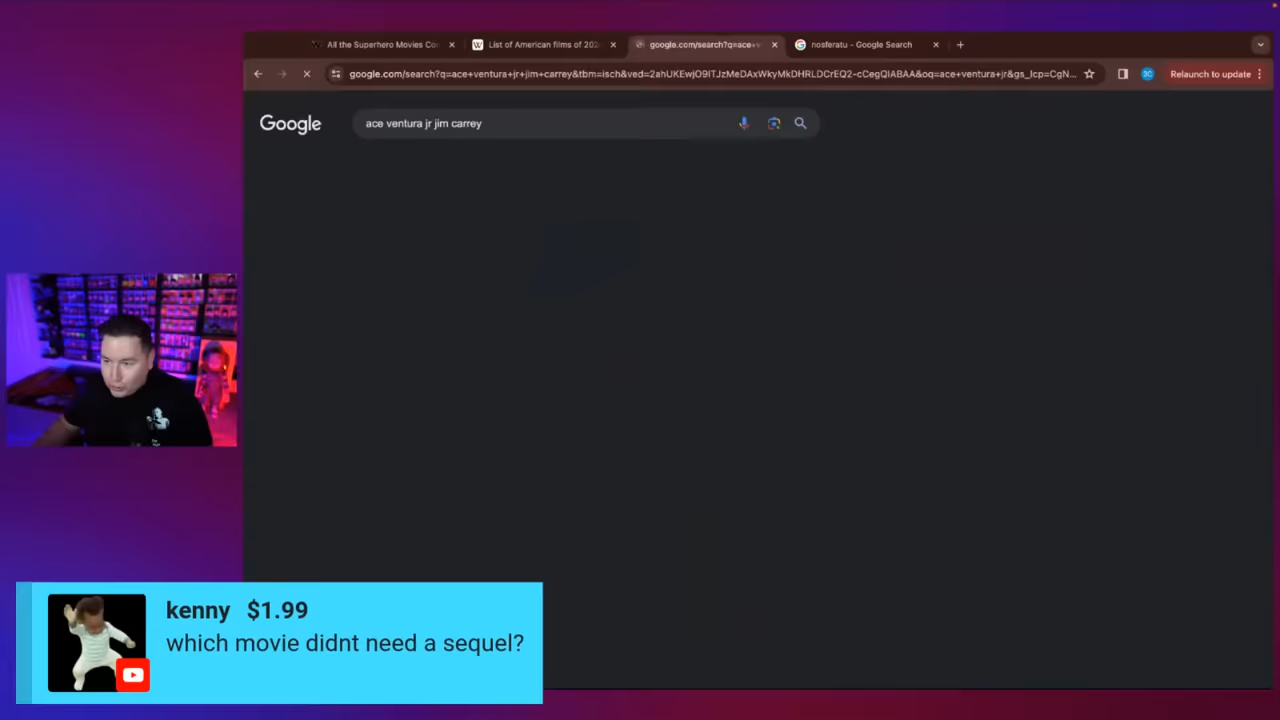 All the Superhero Movies Co
List of American films of 202
google.com/search?q=ace+v
nosferatu - Google Search
google.com/search?q=ace+ventura+jr+jim+carrey&tbm=isch&ved=2ahUKEwjO9ITJzMeDAxWkyMkDHRLDCrEQ2-cCegQIABAA&oq=ace+ventura+jr&gs_lcp=CgN...
Relaunch to update
Google
ace ventura jr jim carrey
kenny $1.99
which movie didnt need a sequel?